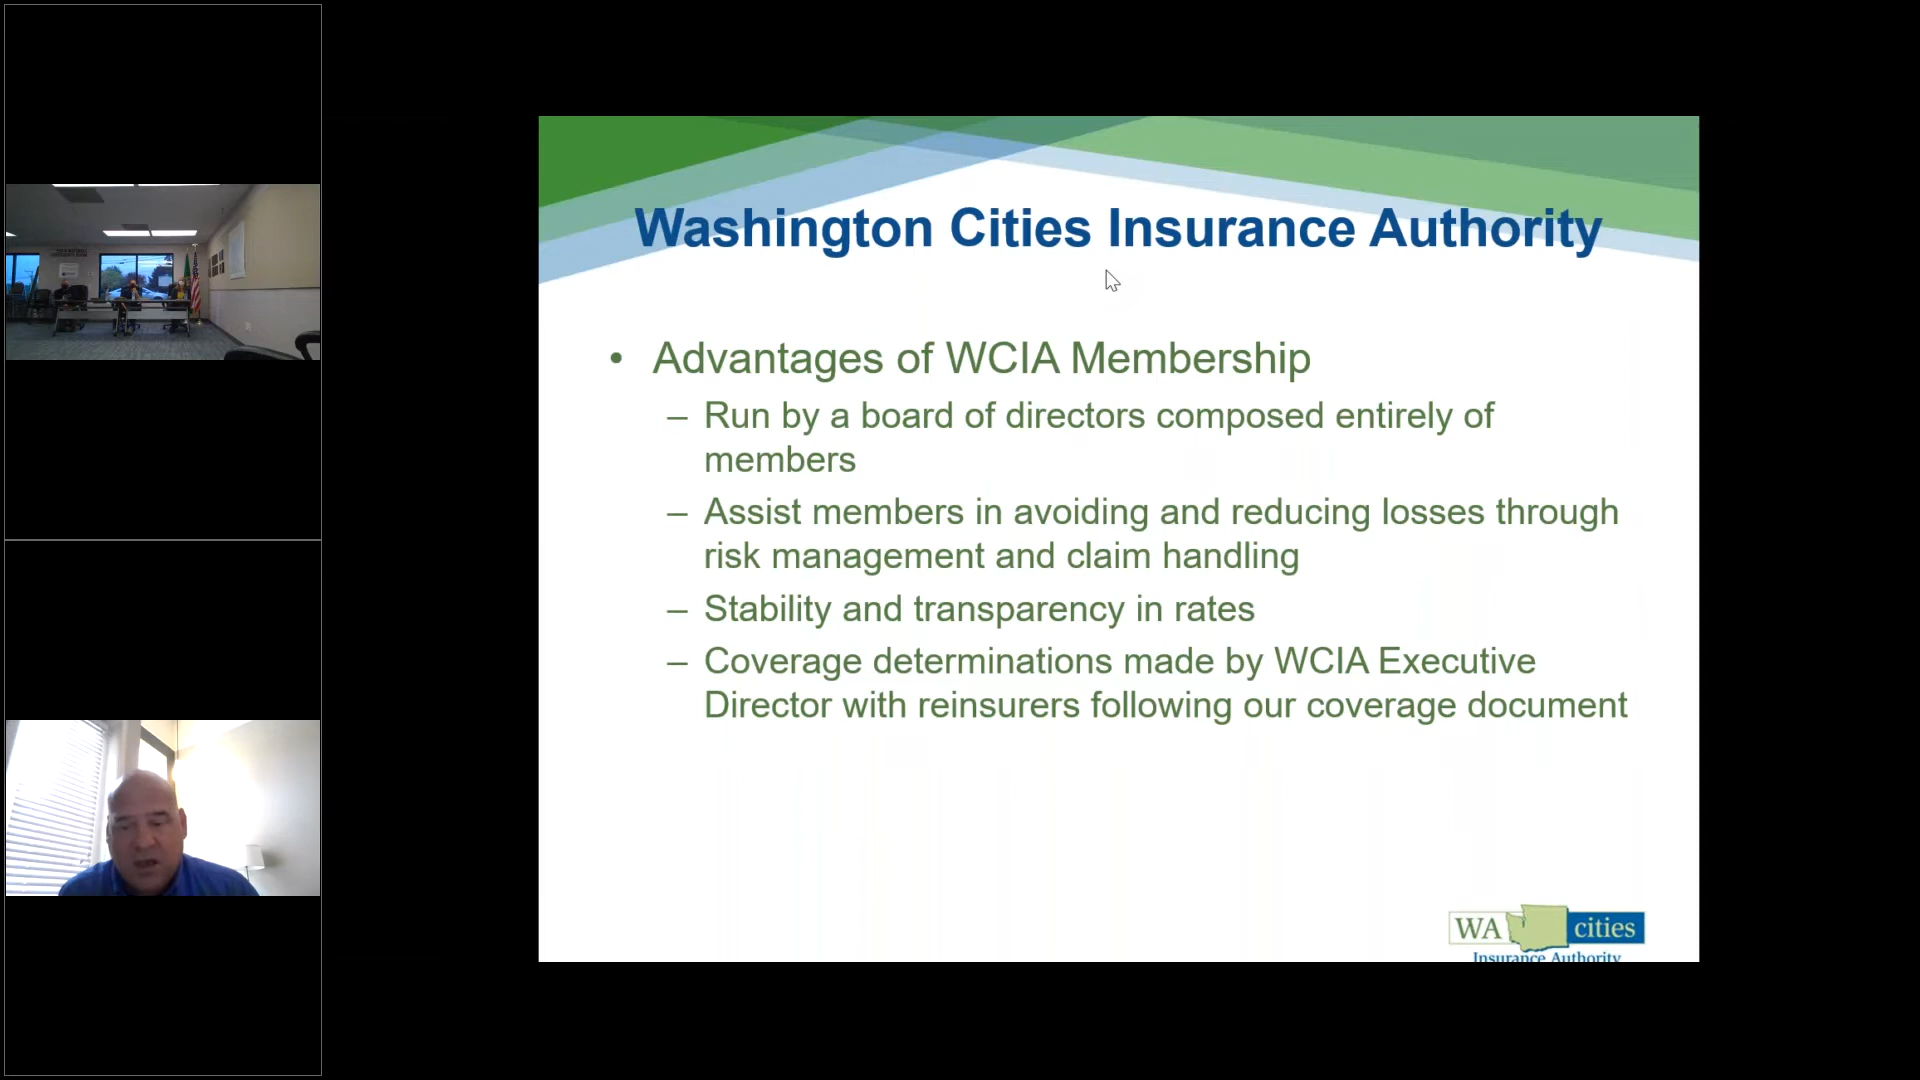 Washington Cities Insurance Authority
• Advantages of WCIA Membership
– Run by a board of directors composed entirely of
members
– Assist members in avoiding and reducing losses through
risk management and claim handling
– Stability and transparency in rates
– Coverage determinations made by WCIA Executive
Director with reinsurers following our coverage document
WA cities
Insurance Authority